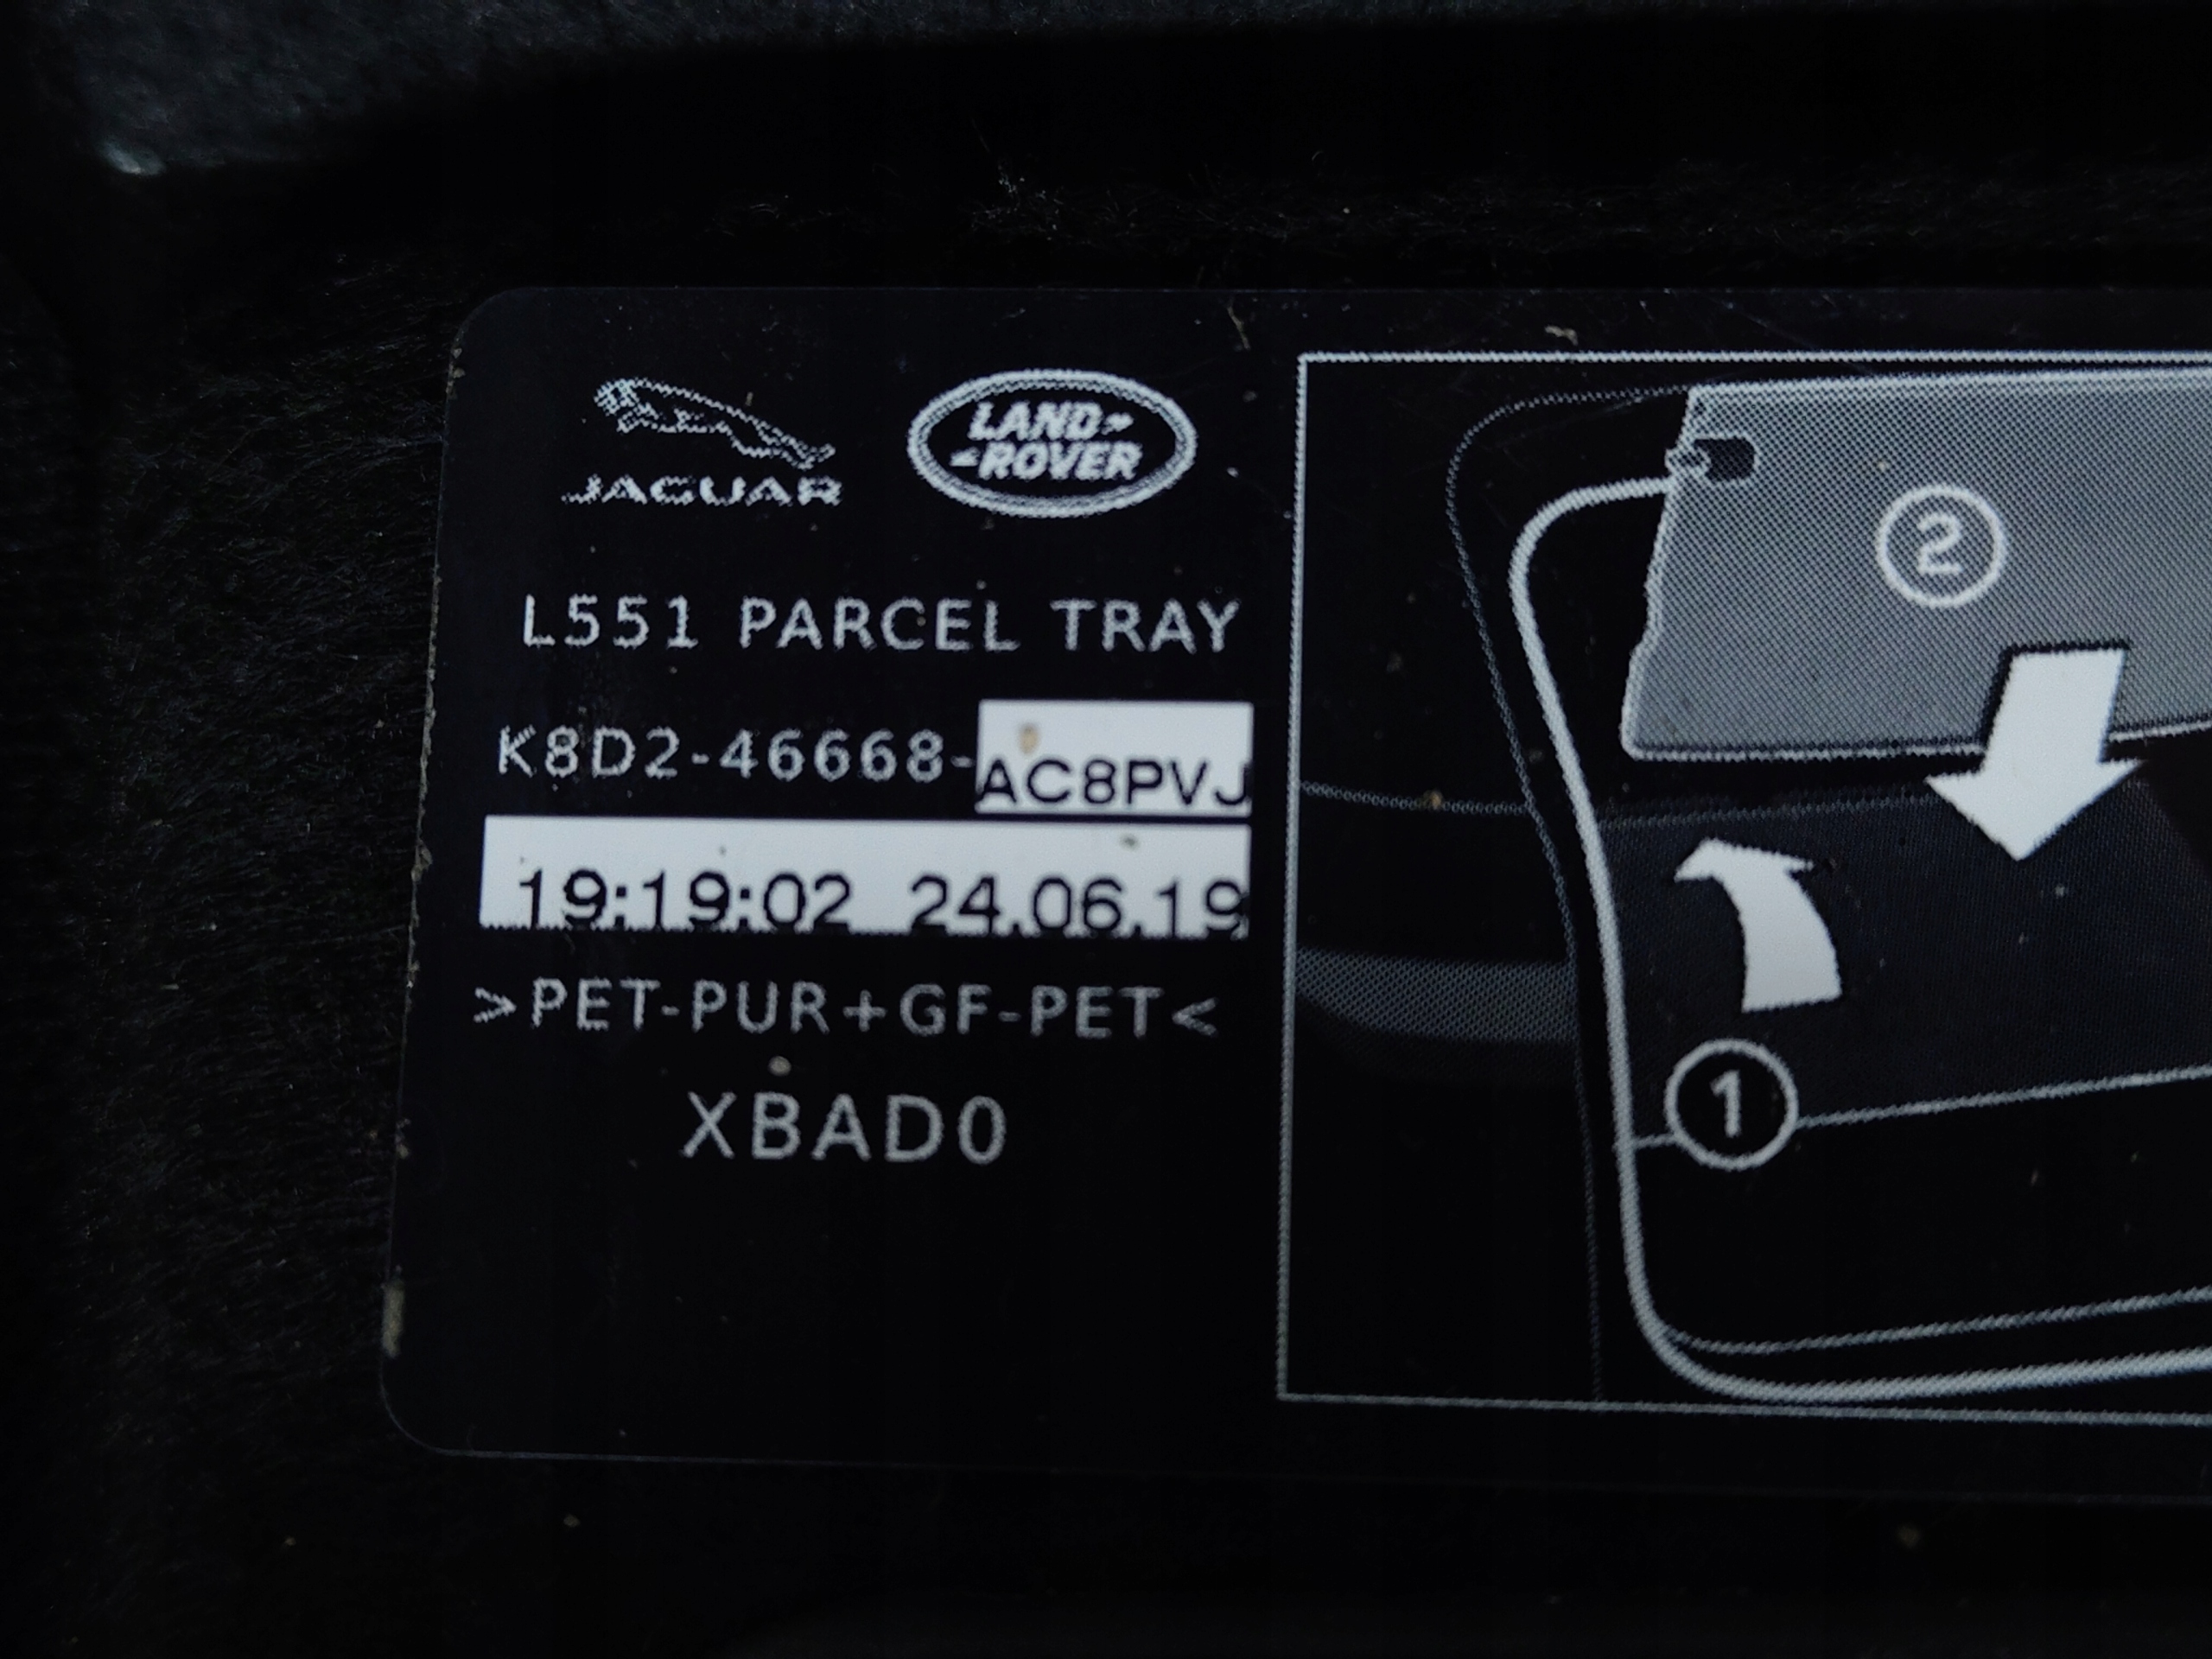 JAGUAR
LAND-
-ROVER
L551 PARCEL TRAY
K8D2-46668-AC8PVJ
19:19:02 24.06.19
>PET-PUR+GF-PET<
XBAD0
2
1